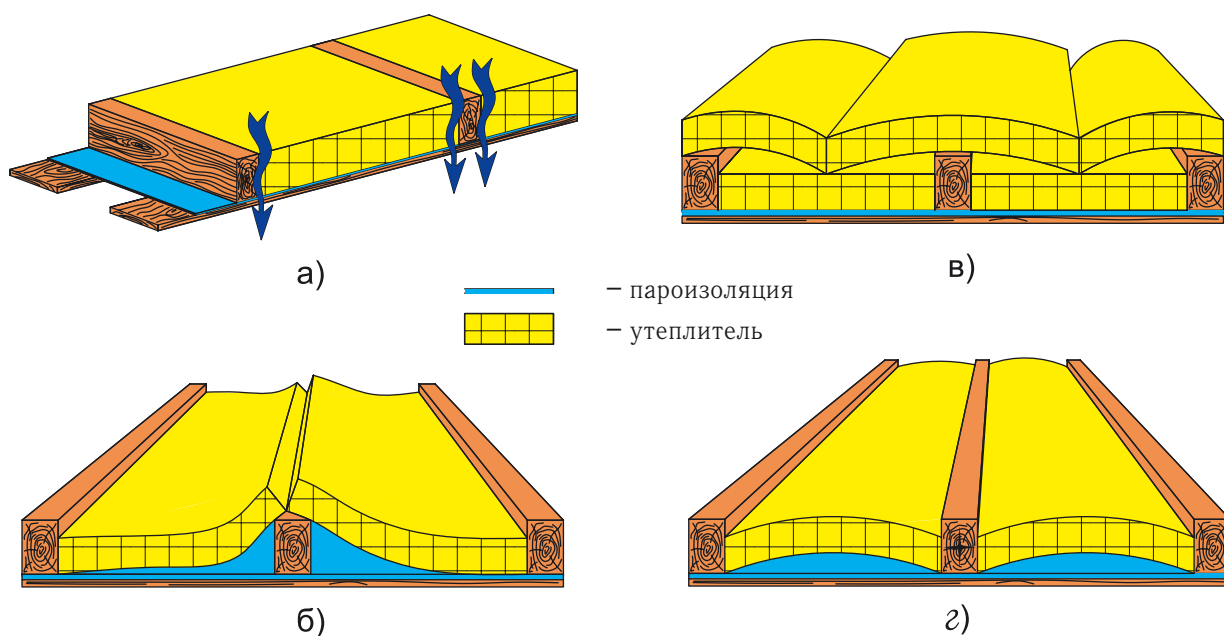 а)
в)
– пароизоляция
– утеплитель
б)
г)